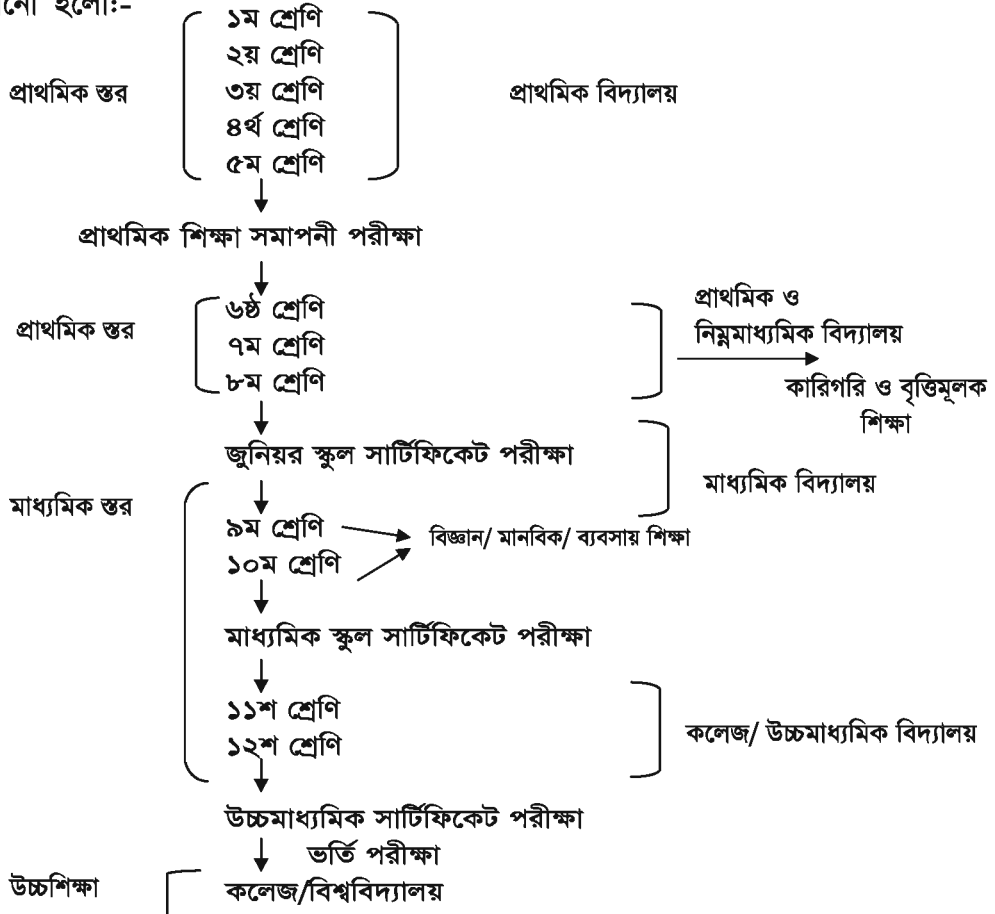 নো হলো:-
১ম শ্রেণি
২য় শ্রেণি
প্রাথমিক স্তর ৩য় শ্রেণি প্রাথমিক বিদ্যালয়
৪র্থ শ্রেণি
৫ম শ্রেণি
প্রাথমিক শিক্ষা সমাপনী পরীক্ষা
প্রাথমিক ও
৬ষ্ঠ শ্রেণি
প্রাথমিক স্তর নিম্নমাধ্যমিক বিদ্যালয়
৭ম শ্রেণি
৮ম শ্রেণি কারিগরি ও বৃত্তিমূলক
শিক্ষা
জুনিয়র স্কুল সার্টিফিকেট পরীক্ষা
মাধ্যমিক বিদ্যালয়
মাধ্যমিক স্তর
৯ম শ্রেণি বিজ্ঞান/ মানবিক/ ব্যবসায় শিক্ষা
১০ম শ্রেণি
মাধ্যমিক স্কুল সার্টিফিকেট পরীক্ষা
১১শ শ্রেণি
১২শ শ্রেণি কলেজ/ উচ্চমাধ্যমিক বিদ্যালয়
উচ্চমাধ্যমিক সার্টিফিকেট পরীক্ষা
ভর্তি পরীক্ষা
উচ্চশিক্ষা কলেজ/বিশ্ববিদ্যালয়